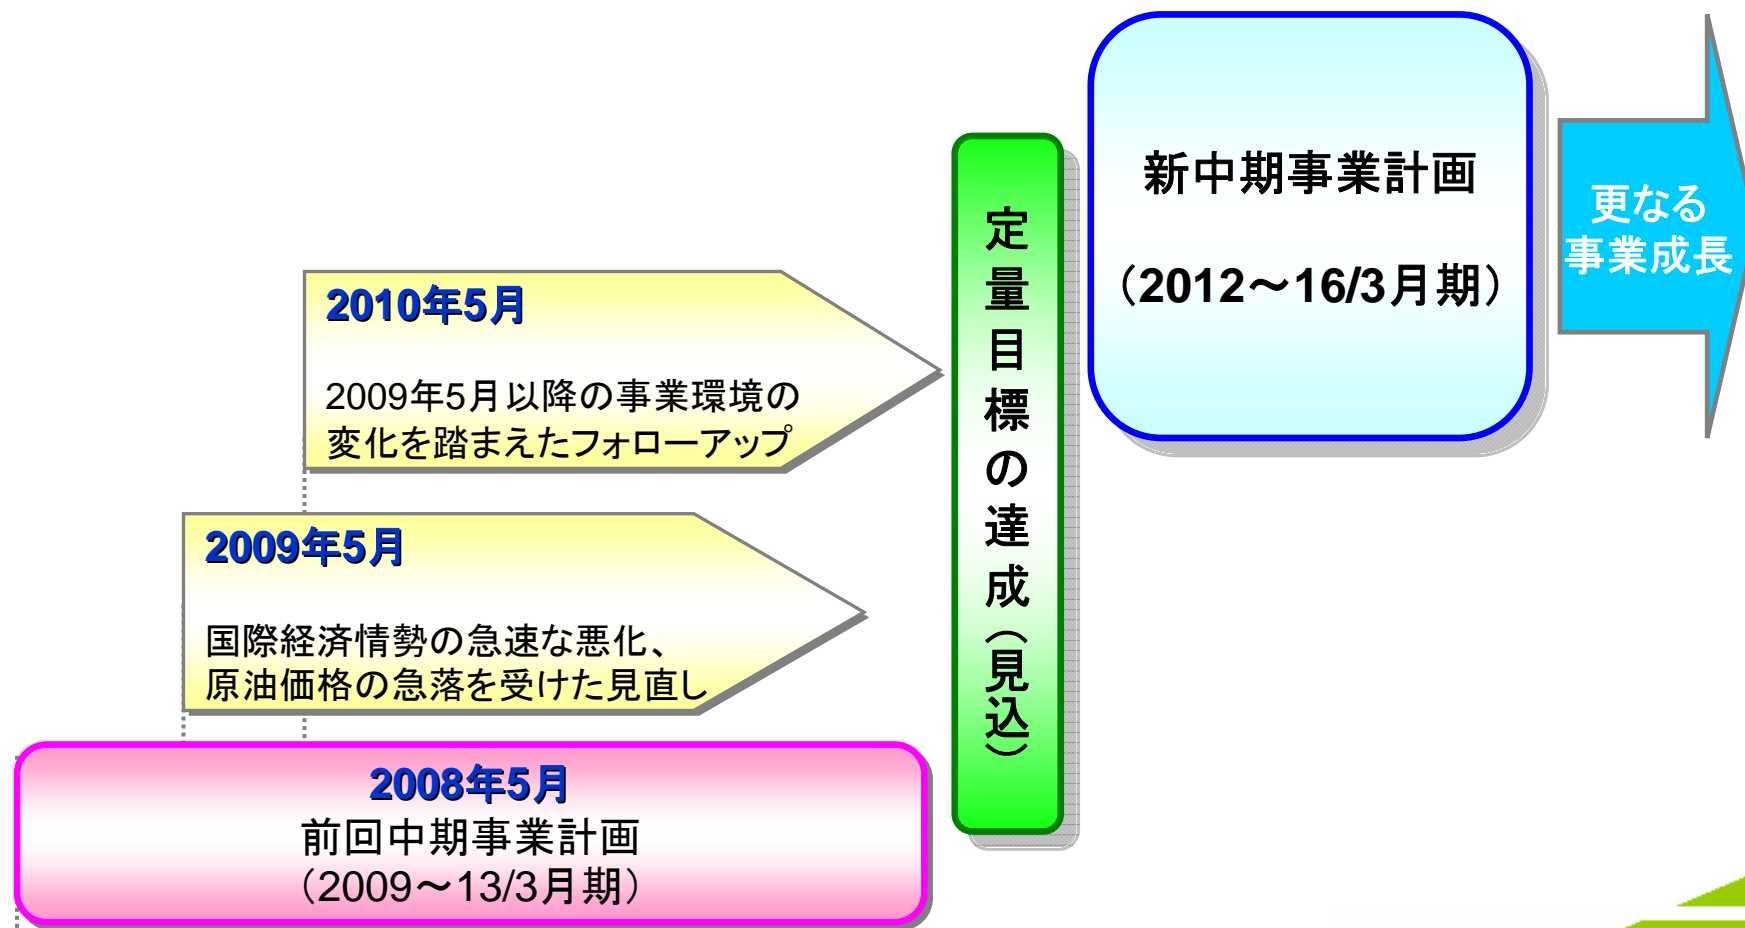 新中期事業計画
（2012～16/3月期）
更なる
事業成長
定量目標の達成（見込）
2010年5月
2009年5月以降の事業環境の
変化を踏まえたフォローアップ
2009年5月
国際経済情勢の急速な悪化、
原油価格の急落を受けた見直し
2008年5月
前回中期事業計画
（2009～13/3月期）